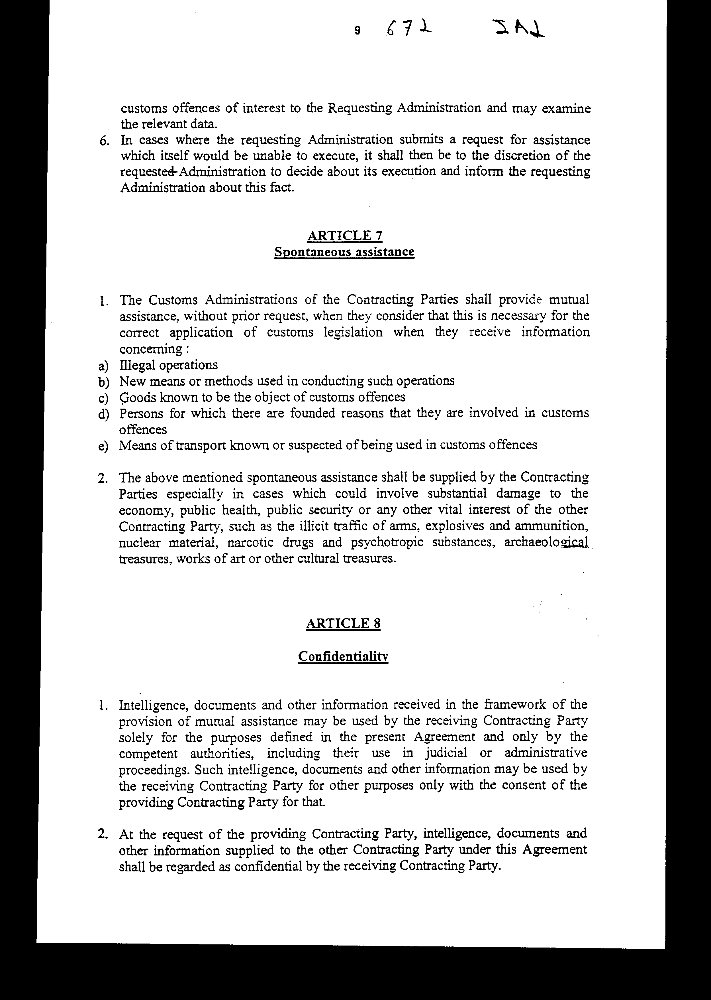 9 671 IA1
customs offences of interest to the Requesting Administration and may examine
the relevant data.
6. In cases where the requesting Administration submits a request for assistance
which itself would be unable to execute, it shall then be to the discretion of the
requested Administration to decide about its execution and inform the requesting
Administration about this fact.
ARTICLE 7
Spontaneous assistance
1. The Customs Administrations of the Contracting Parties shall provide mutual
assistance, without prior request, when they consider that this is necessary for the
correct application of customs legislation when they receive information
concerning :
a) Illegal operations
b) New means or methods used in conducting such operations
c) Goods known to be the object of customs offences
d) Persons for which there are founded reasons that they are involved in customs
offences
e) Means of transport known or suspected of being used in customs offences
2. The above mentioned spontaneous assistance shall be supplied by the Contracting
Parties especially in cases which could involve substantial damage to the
economy, public health, public security or any other vital interest of the other
Contracting Party, such as the illicit traffic of arms, explosives and ammunition,
nuclear material, narcotic drugs and psychotropic substances, archaeological
treasures, works of art or other cultural treasures.
ARTICLE 8
Confidentiality
1. Intelligence, documents and other information received in the framework of the
provision of mutual assistance may be used by the receiving Contracting Party
solely for the purposes defined in the present Agreement and only by the
competent authorities, including their use in judicial or administrative
proceedings. Such intelligence, documents and other information may be used by
the receiving Contracting Party for other purposes only with the consent of the
providing Contracting Party for that.
2. At the request of the providing Contracting Party, intelligence, documents and
other information supplied to the other Contracting Party under this Agreement
shall be regarded as confidential by the receiving Contracting Party.